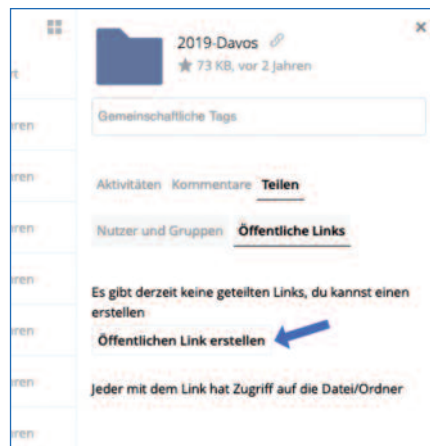 2019-Davos
73 KB, vor 2 Jahren
Gemeinschaftliche Tags
Aktivitäten Kommentare Teilen
Nutzer und Gruppen Öffentliche Links
Es gibt derzeit keine geteilten Links, du kannst einen
erstellen
Öffentlichen Link erstellen
Jeder mit dem Link hat Zugriff auf die Datei/Ordner